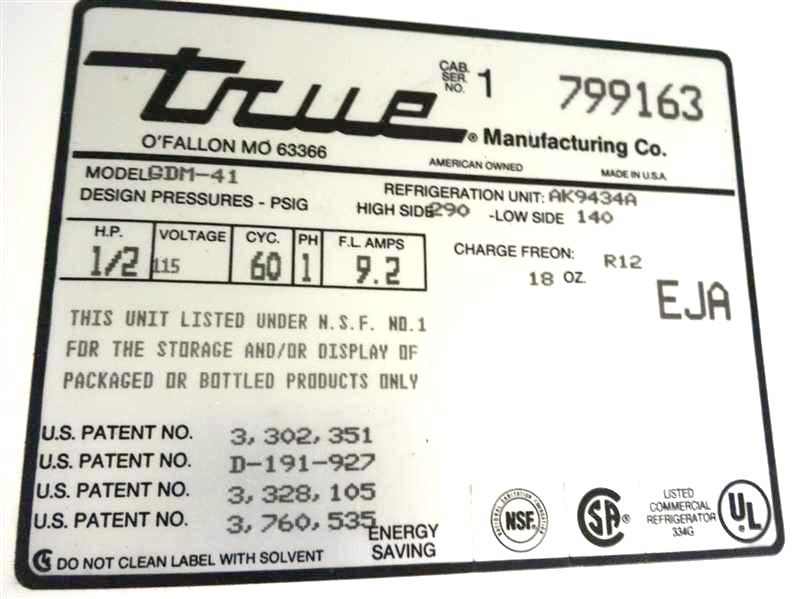 true ® Manufacturing Co.
CAB. SER. NO. 1 799163
O'FALLON MO 63366
AMERICAN OWNED MADE IN U.S.A.
MODEL GDM-41
REFRIGERATION UNIT: AK9434A
DESIGN PRESSURES - PSIG HIGH SIDE 290 -LOW SIDE 140
H.P. VOLTAGE CYC. PH F.L. AMPS
1/2 115 60 1 9.2
CHARGE FREON: R12
18 OZ.
EJA
THIS UNIT LISTED UNDER N.S.F. NO.1
FOR THE STORAGE AND/OR DISPLAY OF
PACKAGED OR BOTTLED PRODUCTS ONLY
U.S. PATENT NO. 3,302,351
U.S. PATENT NO. D-191-927
U.S. PATENT NO. 3,328,105
U.S. PATENT NO. 3,760,535
ENERGY
SAVING
DO NOT CLEAN LABEL WITH SOLVENT
NSF.
SA ®
LISTED
COMMERCIAL
REFRIGERATOR
334G
UL